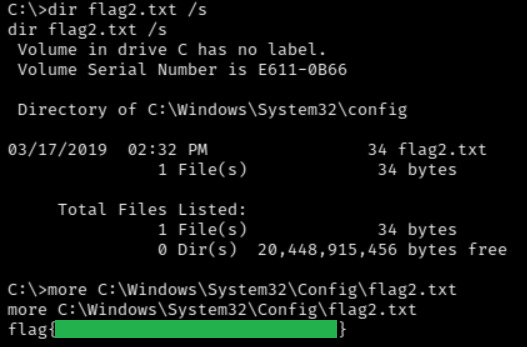 C:\>dir flag2.txt /s
dir flag2.txt /s
 Volume in drive C has no label.
 Volume Serial Number is E611-0B66

 Directory of C:\Windows\System32\config

03/17/2019  02:32 PM                34 flag2.txt
               1 File(s)             34 bytes

     Total Files Listed:
               1 File(s)             34 bytes
               0 Dir(s)  20,448,915,456 bytes free

C:\>more C:\Windows\System32\Config\flag2.txt
more C:\Windows\System32\Config\flag2.txt
flag{ }